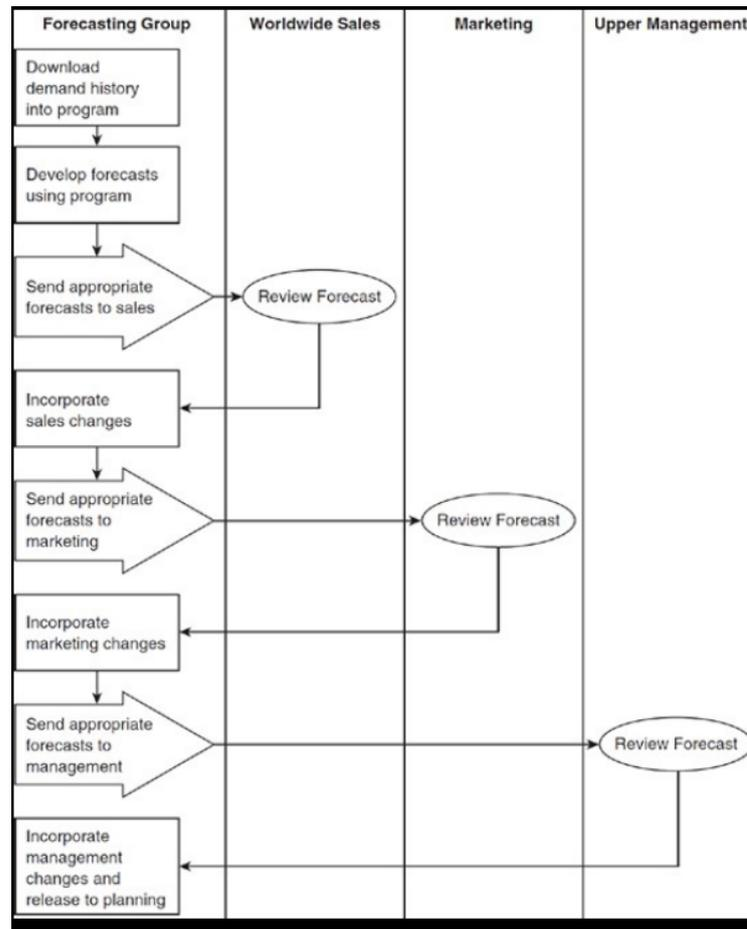 Forecasting Group
Worldwide Sales
Marketing
Upper Management
Download
demand history
into program
Develop forecasts
using program
Send appropriate
forecasts to sales
Review Forecast
Incorporate
sales changes
Send appropriate
forecasts to
marketing
Review Forecast
Incorporate
marketing changes
Send appropriate
forecasts to
management
Review Forecast
Incorporate
management
changes and
release to planning